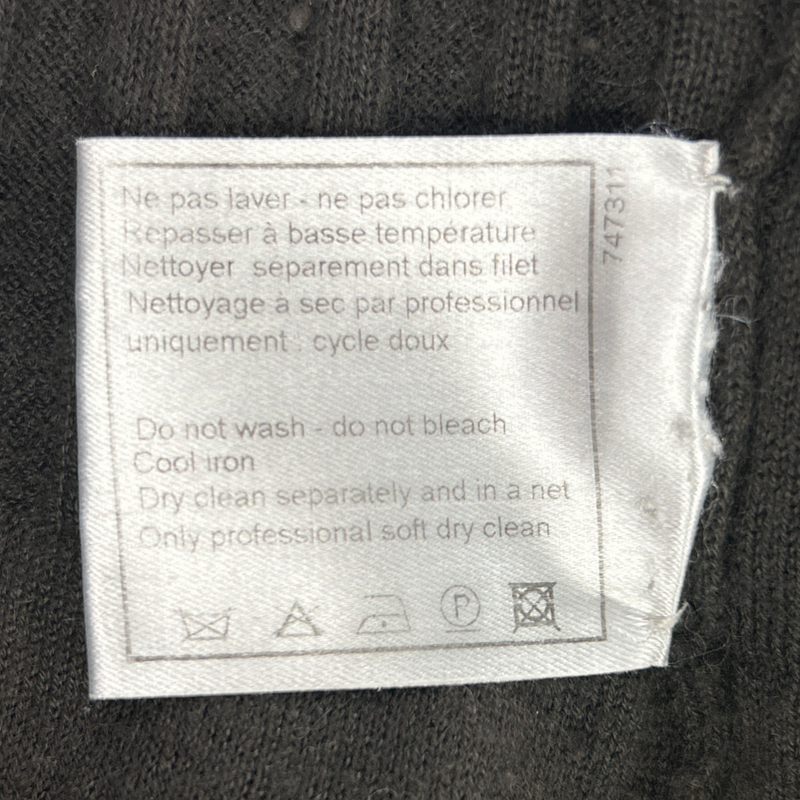 Ne pas laver - ne pas chlorer
Repasser à basse température
Nettoyer separement dans filet
Nettoyage à sec par professionnel
uniquement : cycle doux
747311
Do not wash - do not bleach
Cool iron
Dry clean separately and in a net
Only professional soft dry clean
P